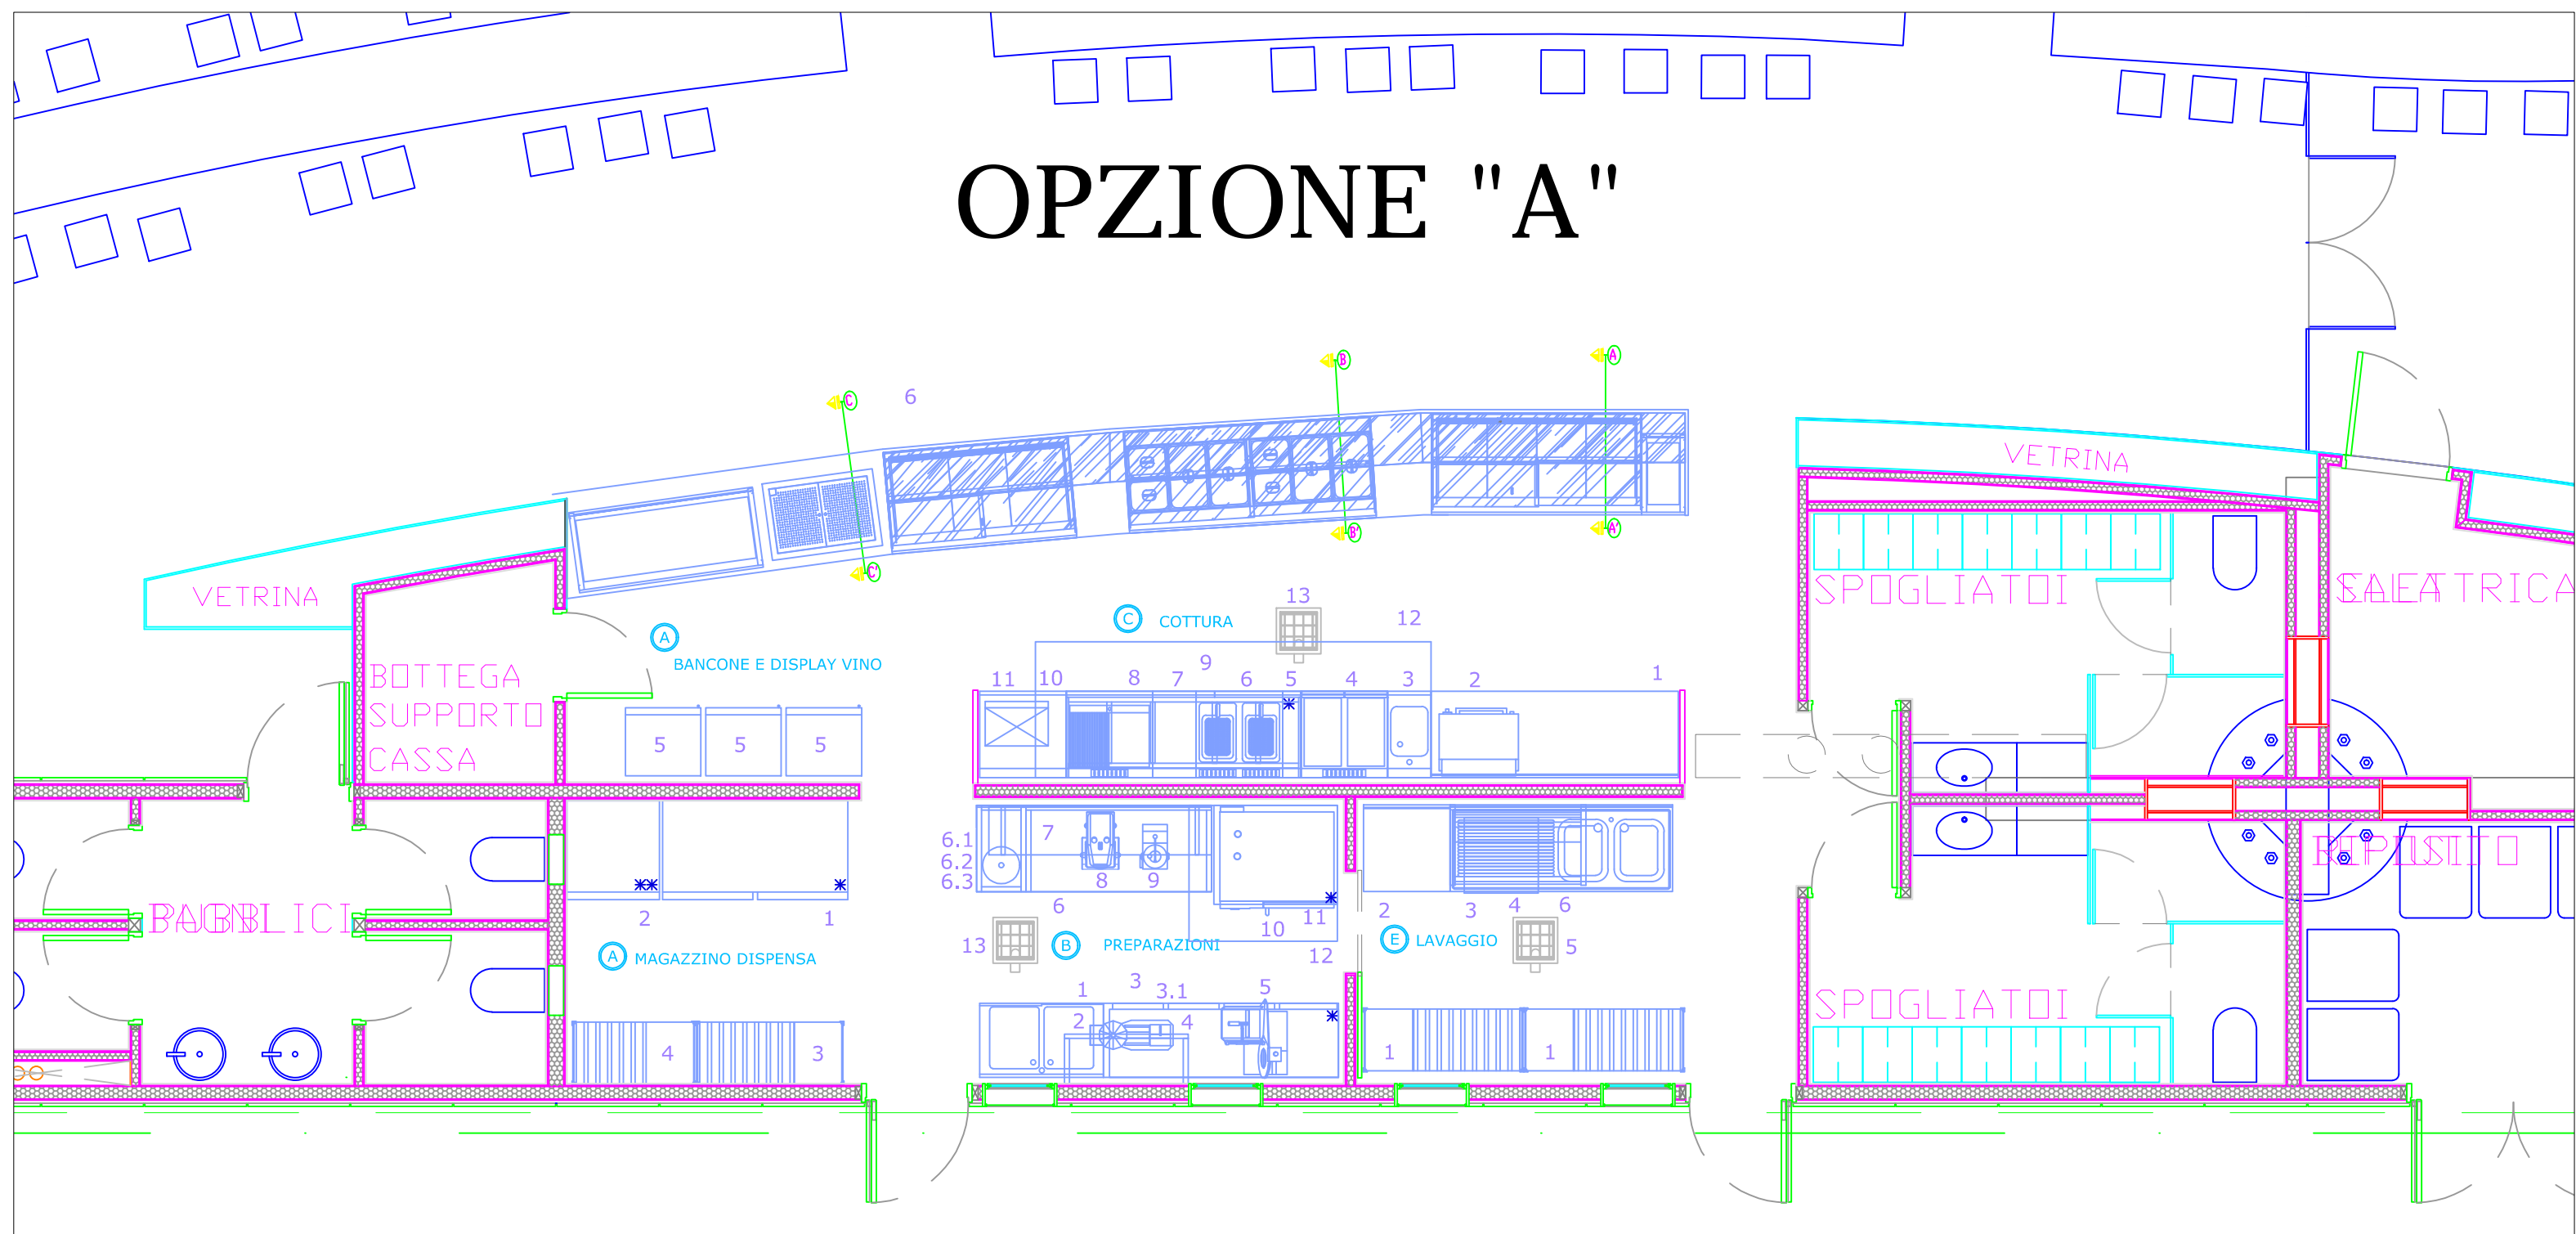 OPZIONE "A"
A
B
C
6
VETRINA
A'
B'
C'
VETRINA
13
SPOGLIATOI
C COTTURA
12
A
BANCONE E DISPLAY VINO
BOTTEGA
SUPPORTO
CASSA
11 10 8 7 9 6 5 4 3 2 1
5 5 5
6.1
6.2
6.3
7
8 9
2 1
6
10 11
2 3 4 6
13
B PREPARAZIONI
12
E LAVAGGIO
5
A MAGAZZINO DISPENSA
1 3 3.1 5
2 4
SPOGLIATOI
4 3
1 1